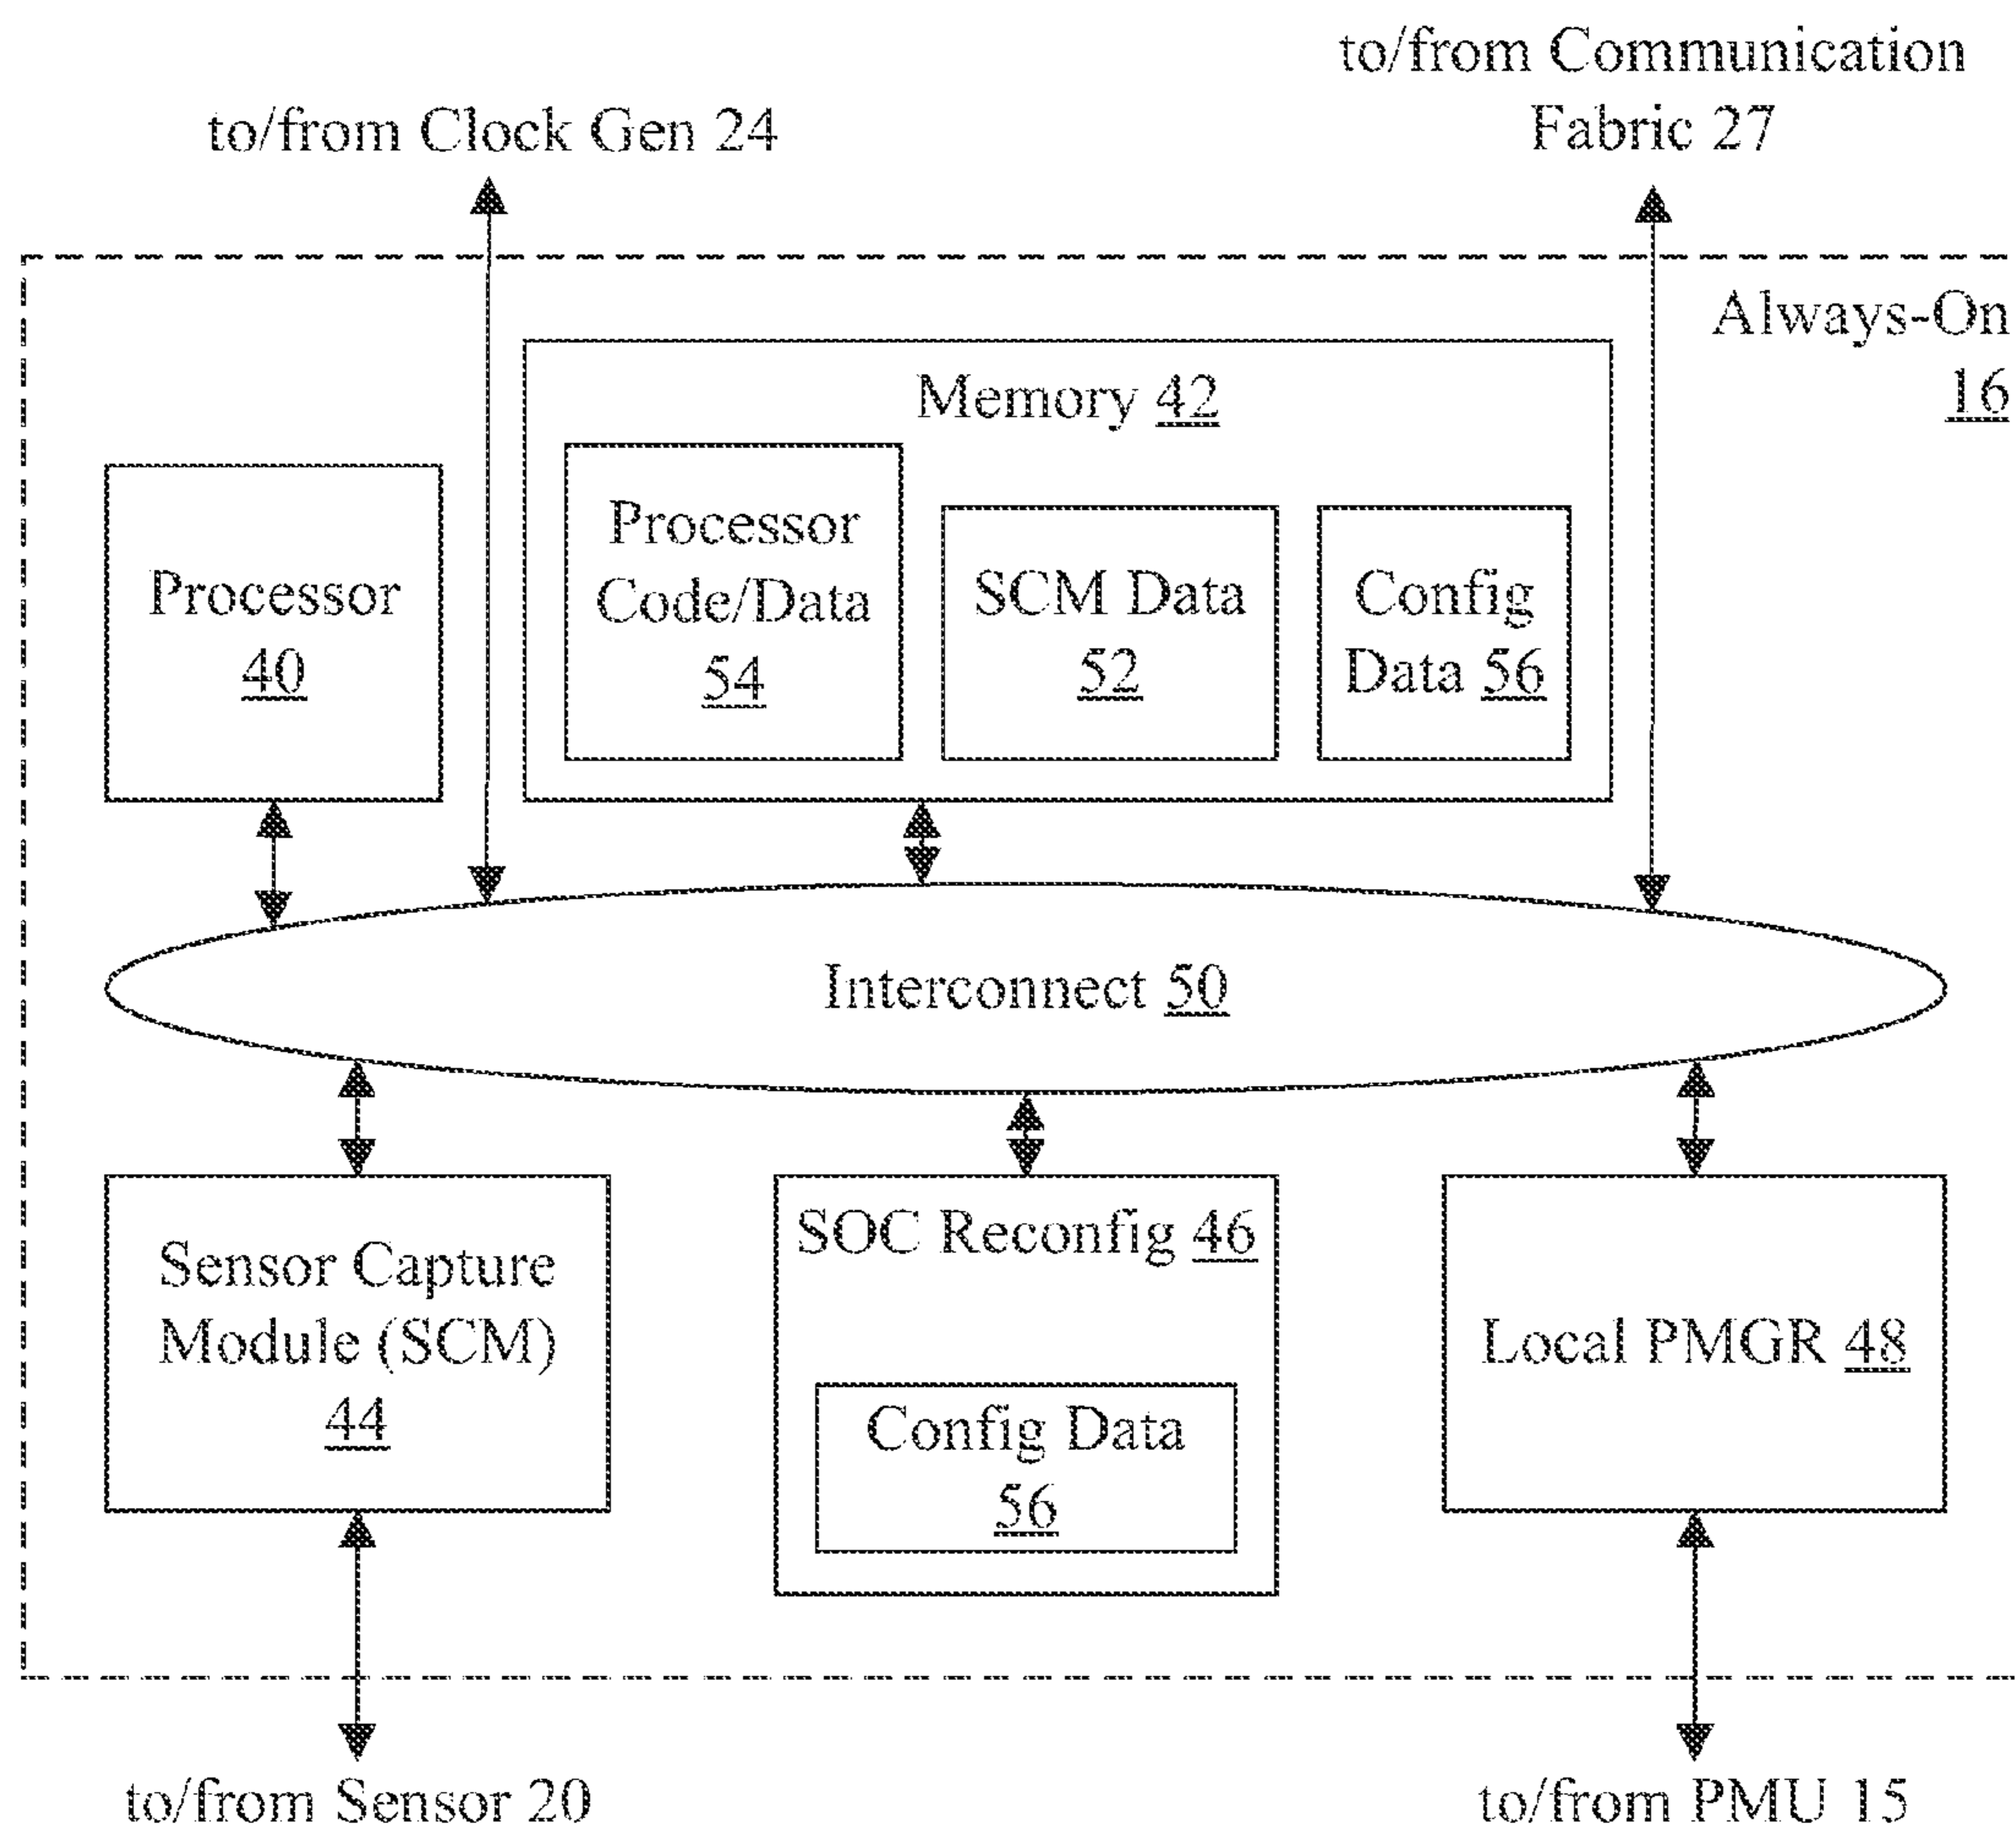 to/from Communication
Fabric 27
to/from Clock Gen 24
Always-On
16
Memory 42
Processor
40
Processor
Code/Data
54
SCM Data
52
Config
Data 56
Interconnect 50
Sensor Capture
Module (SCM)
44
SOC Reconfig 46
Config Data
56
Local PMGR 48
to/from Sensor 20
to/from PMU 15